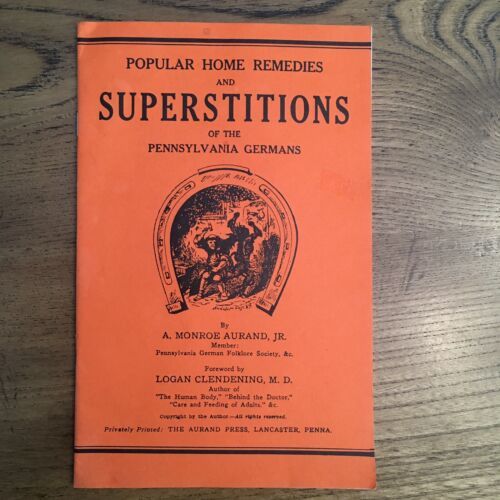 POPULAR HOME REMEDIES
AND
SUPERSTITIONS
OF THE
PENNSYLVANIA GERMANS
By
A. MONROE AURAND, JR.
Member:
Pennsylvania German Folklore Society, &c.
Foreword by
LOGAN CLENDENING, M. D.
Author of
"The Human Body," "Behind the Doctor,"
"Care and Feeding of Adults," &c.
Copyright by the Author.—All rights reserved.
Privately Printed: THE AURAND PRESS, LANCASTER, PENNA.